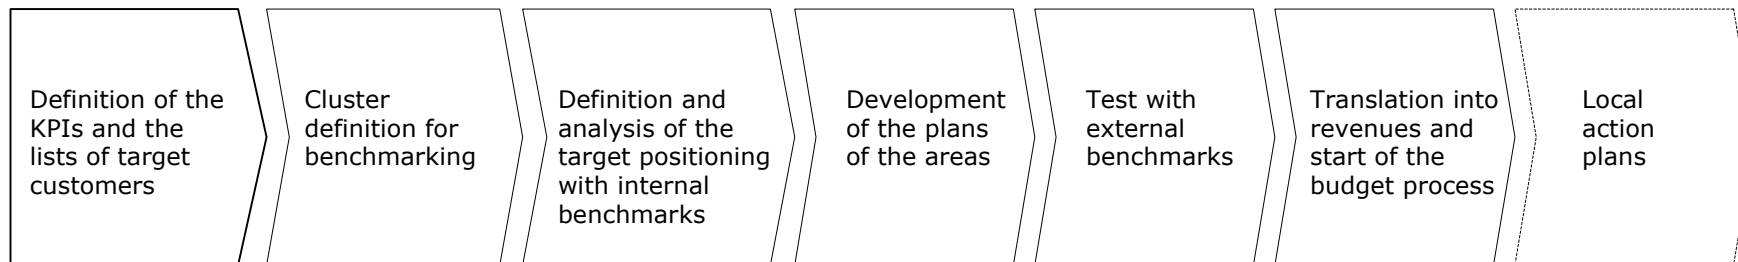 Definition of the
KPIs and the
lists of target
customers
Cluster
definition for
benchmarking
Definition and
analysis of the
target positioning
with internal
benchmarks
Development
of the plans
of the areas
Test with
external
benchmarks
Translation into
revenues and
start of the
budget process
Local
action
plans